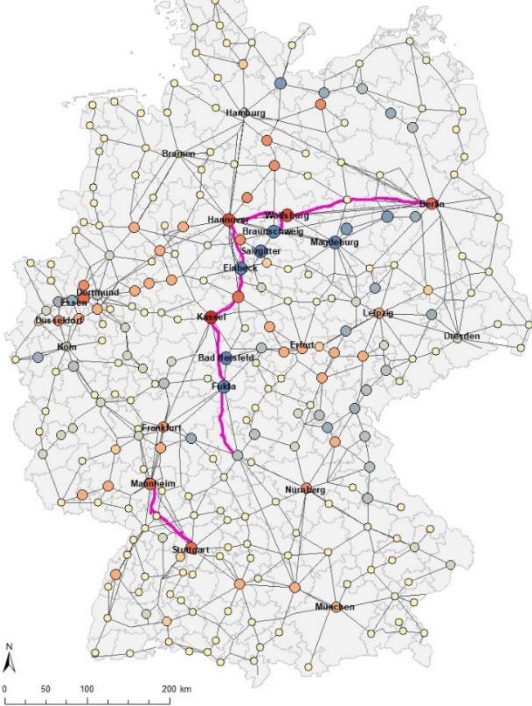 Hamburg
Bremen
Berlin
Hannover
Wolfsburg
Braunschweig
Salzgitter
Magdeburg
Einbeck
Dortmund
Essen
Düsseldorf
Kassel
Leipzig
Dresden
Köln
Erfurt
Bad Hersfeld
Fulda
Frankfurt
Mannheim
Nürnberg
Stuttgart
München
N
0 50 100 200 km